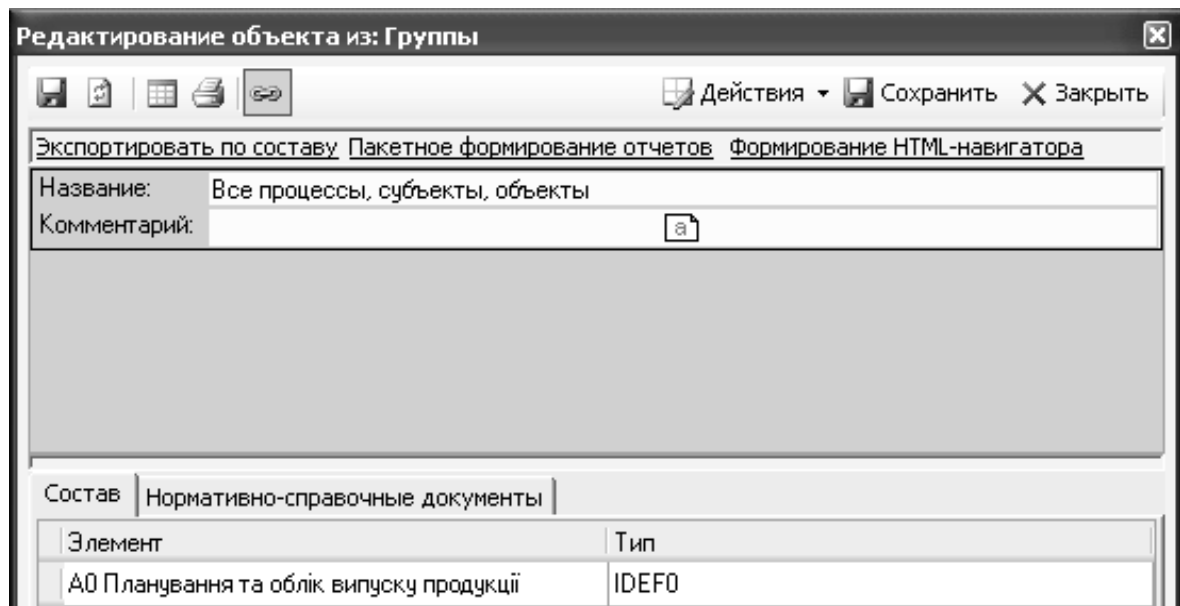 Редактирование объекта из: Группы
Действия Сохранить Закрыть
Экспортировать по составу Пакетное формирование отчетов Формирование HTML-навигатора
Название: Все процессы, субъекты, объекты
Комментарий: a
Состав Нормативно-справочные документы
Элемент Тип
А0 Планування та облік випуску продукції IDEF0